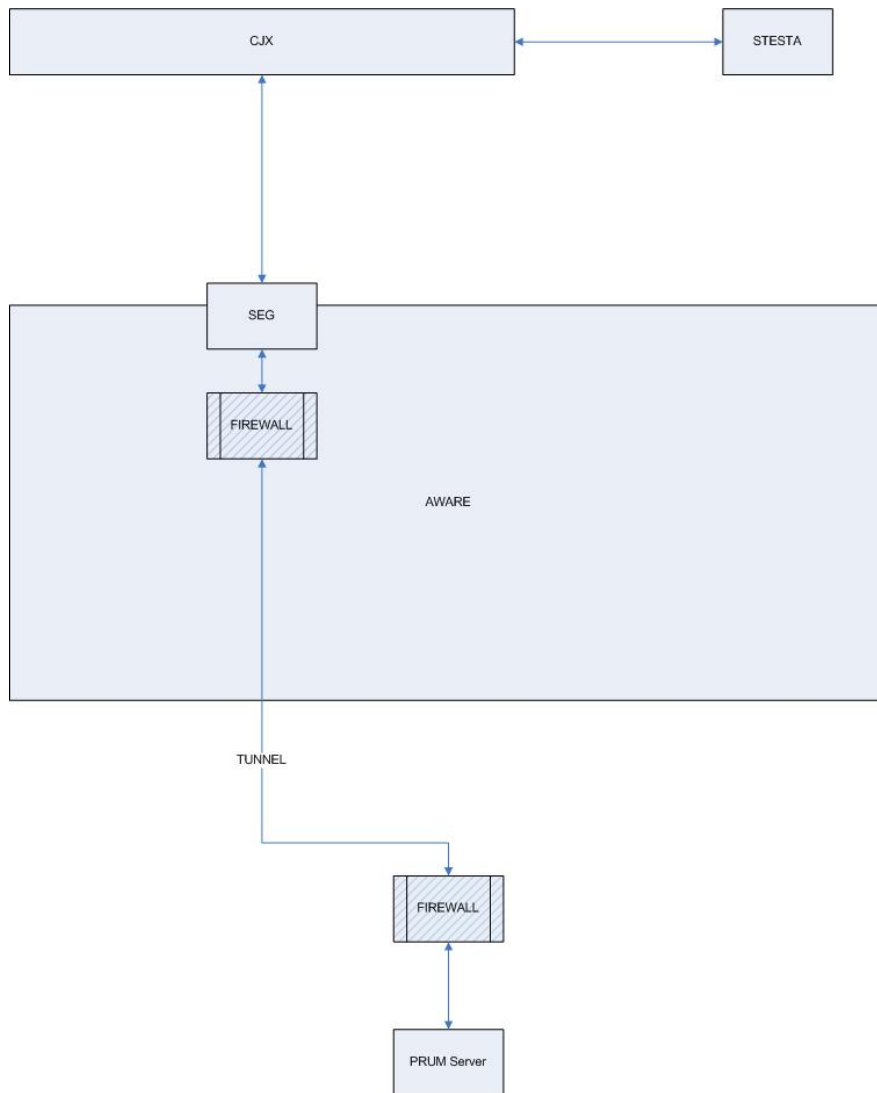 CJX
STESTA
SEG
FIREWALL
AWARE
TUNNEL
FIREWALL
PRUM Server